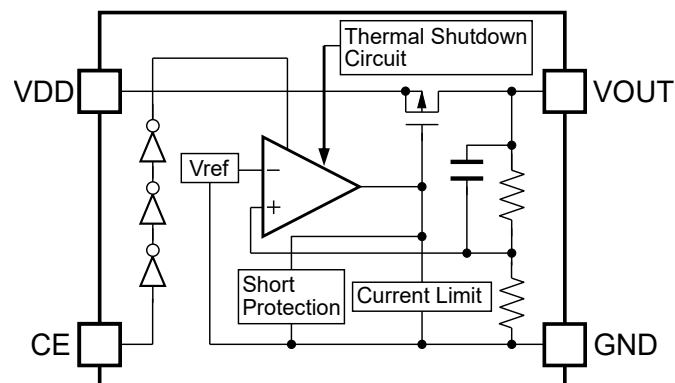 Thermal Shutdown
Circuit
VDD
VOUT
Vref
−
+
Short
Protection
Current Limit
CE
GND